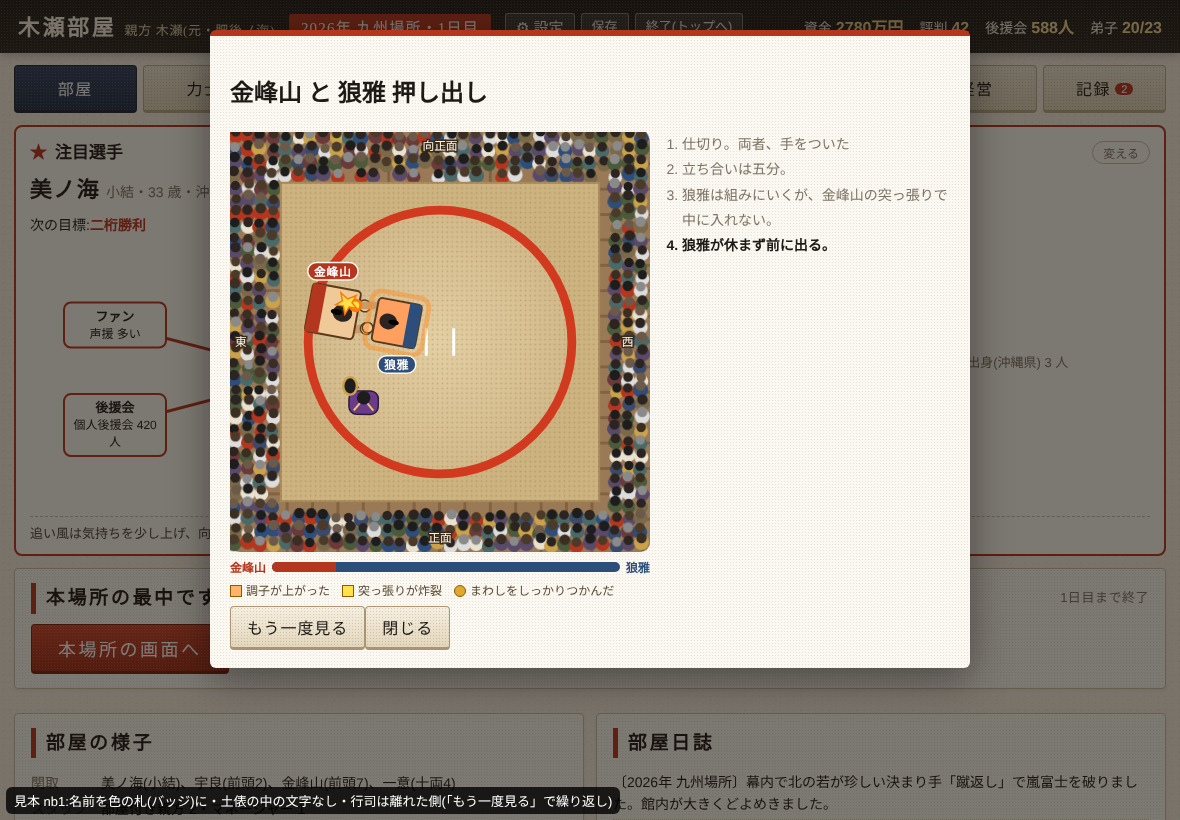 木瀬部屋
親方 木瀬(元・肥後ノ海)
2026年 九州場所・1日目
⚙ 設定
保存
終了(トップへ)
資金 2780万円
評判 42
後援会 588人
弟子 20/23
部屋
力士
経営
記録 2
★ 注目選手
変える
美ノ海 小結・33 歳・沖
次の目標:二桁勝利
ファン
声援 多い
後援会
個人後援会 420
人
出身(沖縄県) 3 人
追い風は気持ちを少し上げ、向
金峰山 と 狼雅 押し出し
向正面
東
西
正面
金峰山
狼雅
1. 仕切り。両者、手をついた
2. 立ち合いは五分。
3. 狼雅は組みにいくが、金峰山の突っ張りで
中に入れない。
4. 狼雅が休まず前に出る。
金峰山
狼雅
調子が上がった
突っ張りが炸裂
まわしをしっかりつかんだ
もう一度見る
閉じる
本場所の最中です
1日目まで終了
本場所の画面へ
部屋の様子
関取
美ノ海(小結)、宇良(前頭2)、金峰山(前頭7)、一意(十両4)
部屋日誌
〔2026年 九州場所〕幕内で北の若が珍しい決まり手「蹴返し」で嵐富士を破りまし
た。館内が大きくどよめきました。
見本 nb1:名前を色の札(バッジ)に・土俵の中の文字なし・行司は離れた側(「もう一度見る」で繰り返し)